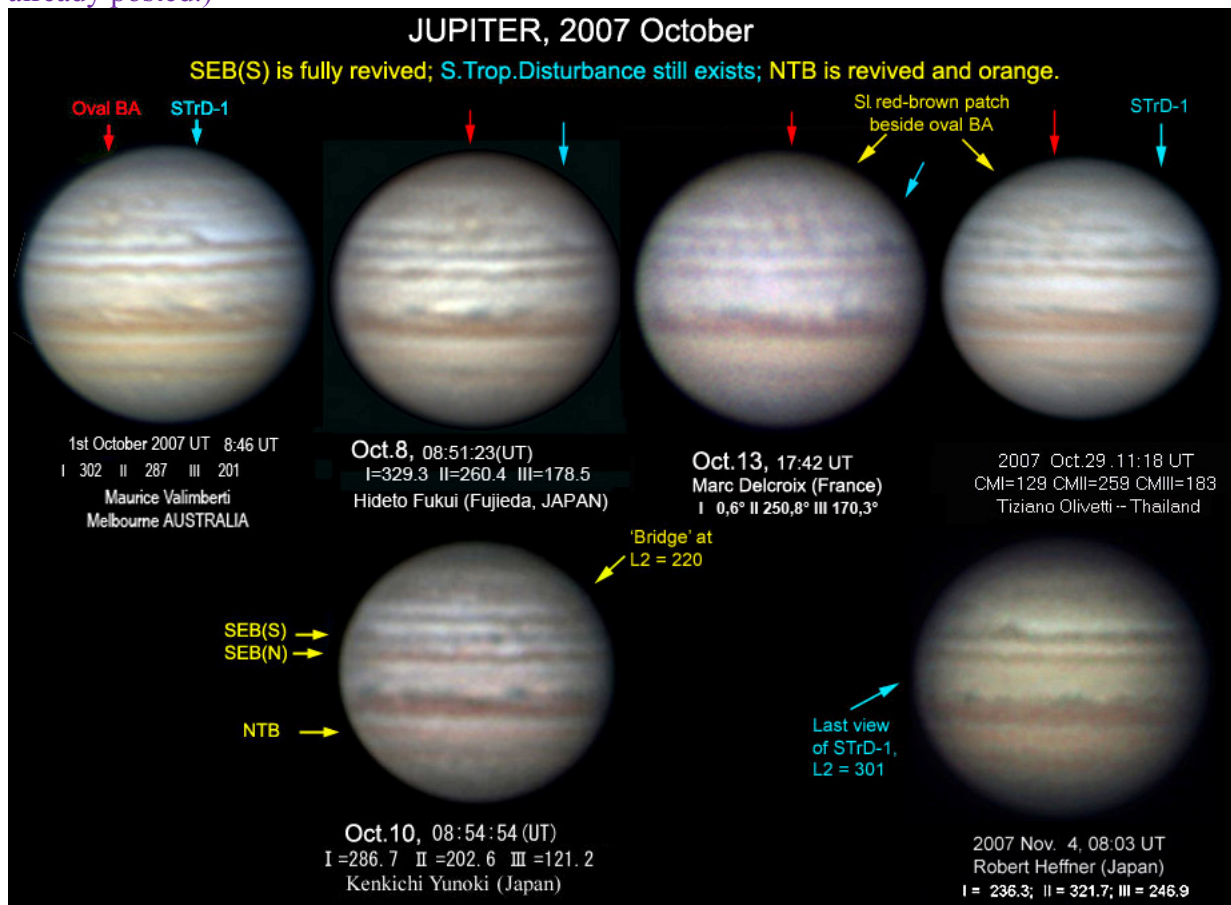 already posted.)
JUPITER, 2007 October
SEB(S) is fully revived; S.Trop.Disturbance still exists; NTB is revived and orange.
Oval BA
STrD-1
Sl. red-brown patch
beside oval BA
STrD-1
1st October 2007 UT 8:46 UT
I 302 II 287 III 201
Maurice Valimberti
Melbourne AUSTRALIA
Oct.8, 08:51:23(UT)
I=329.3 II=260.4 III=178.5
Hideto Fukui (Fujieda, JAPAN)
Oct.13, 17:42 UT
Marc Delcroix (France)
I 0,6° II 250,8° III 170,3°
2007 Oct.29 .11:18 UT
CMI=129 CMII=259 CMIII=183
Tiziano Olivetti -- Thailand
'Bridge' at
L2 = 220
SEB(S)
SEB(N)
NTB
Oct.10, 08:54:54 (UT)
I =286.7 II =202.6 III =121.2
Kenkichi Yunoki (Japan)
Last view
of STrD-1,
L2 = 301
2007 Nov. 4, 08:03 UT
Robert Heffner (Japan)
I = 236.3; II = 321.7; III = 246.9